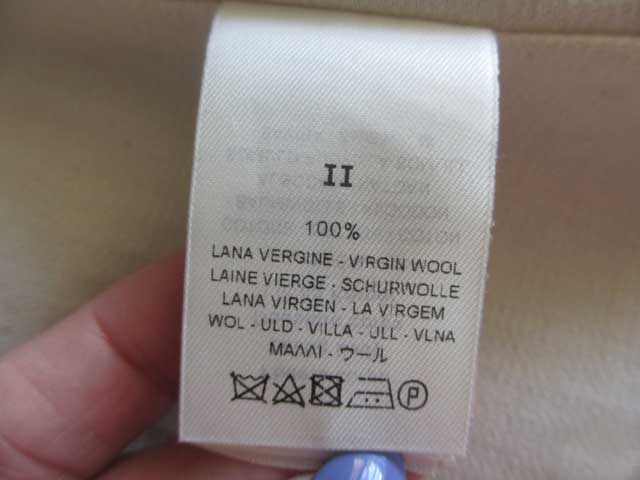 II
100%
LANA VERGINE - VIRGIN WOOL
LAINE VIERGE - SCHURWOLLE
LANA VIRGEN - LA VIRGEM
WOL - ULD - VILLA - ULL - VLNA
ΜΑΛΛΙ - ウール
P